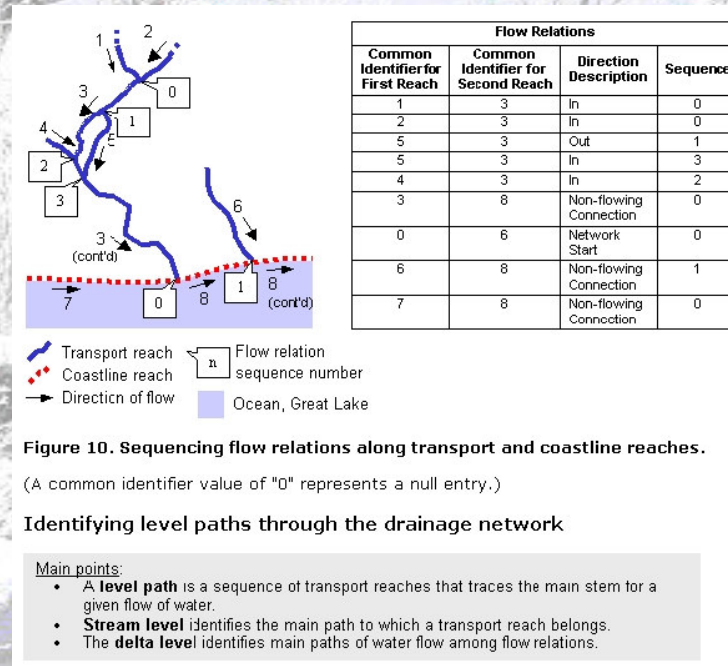 1
2
0
3
1
4
5
2
3
6
3
(cont'd)
7
0
8
1
8
(cont'd)
Transport reach
Coastline reach
Direction of flow
n
Flow relation
sequence number
Ocean, Great Lake
Flow Relations
Common Identifier for First Reach Common Identifier for Second Reach Direction Description Sequence
1 3 In 0
2 3 In 0
5 3 Out 1
5 3 In 3
4 3 In 2
3 8 Non-flowing Connection 0
0 6 Network Start 0
6 8 Non-flowing Connection 1
7 8 Non-flowing Connection 0
Figure 10. Sequencing flow relations along transport and coastline reaches.
(A common identifier value of "0" represents a null entry.)
Identifying level paths through the drainage network
Main points:
• A level path is a sequence of transport reaches that traces the main stem for a
given flow of water.
• Stream level identifies the main path to which a transport reach belongs.
• The delta level identifies main paths of water flow among flow relations.